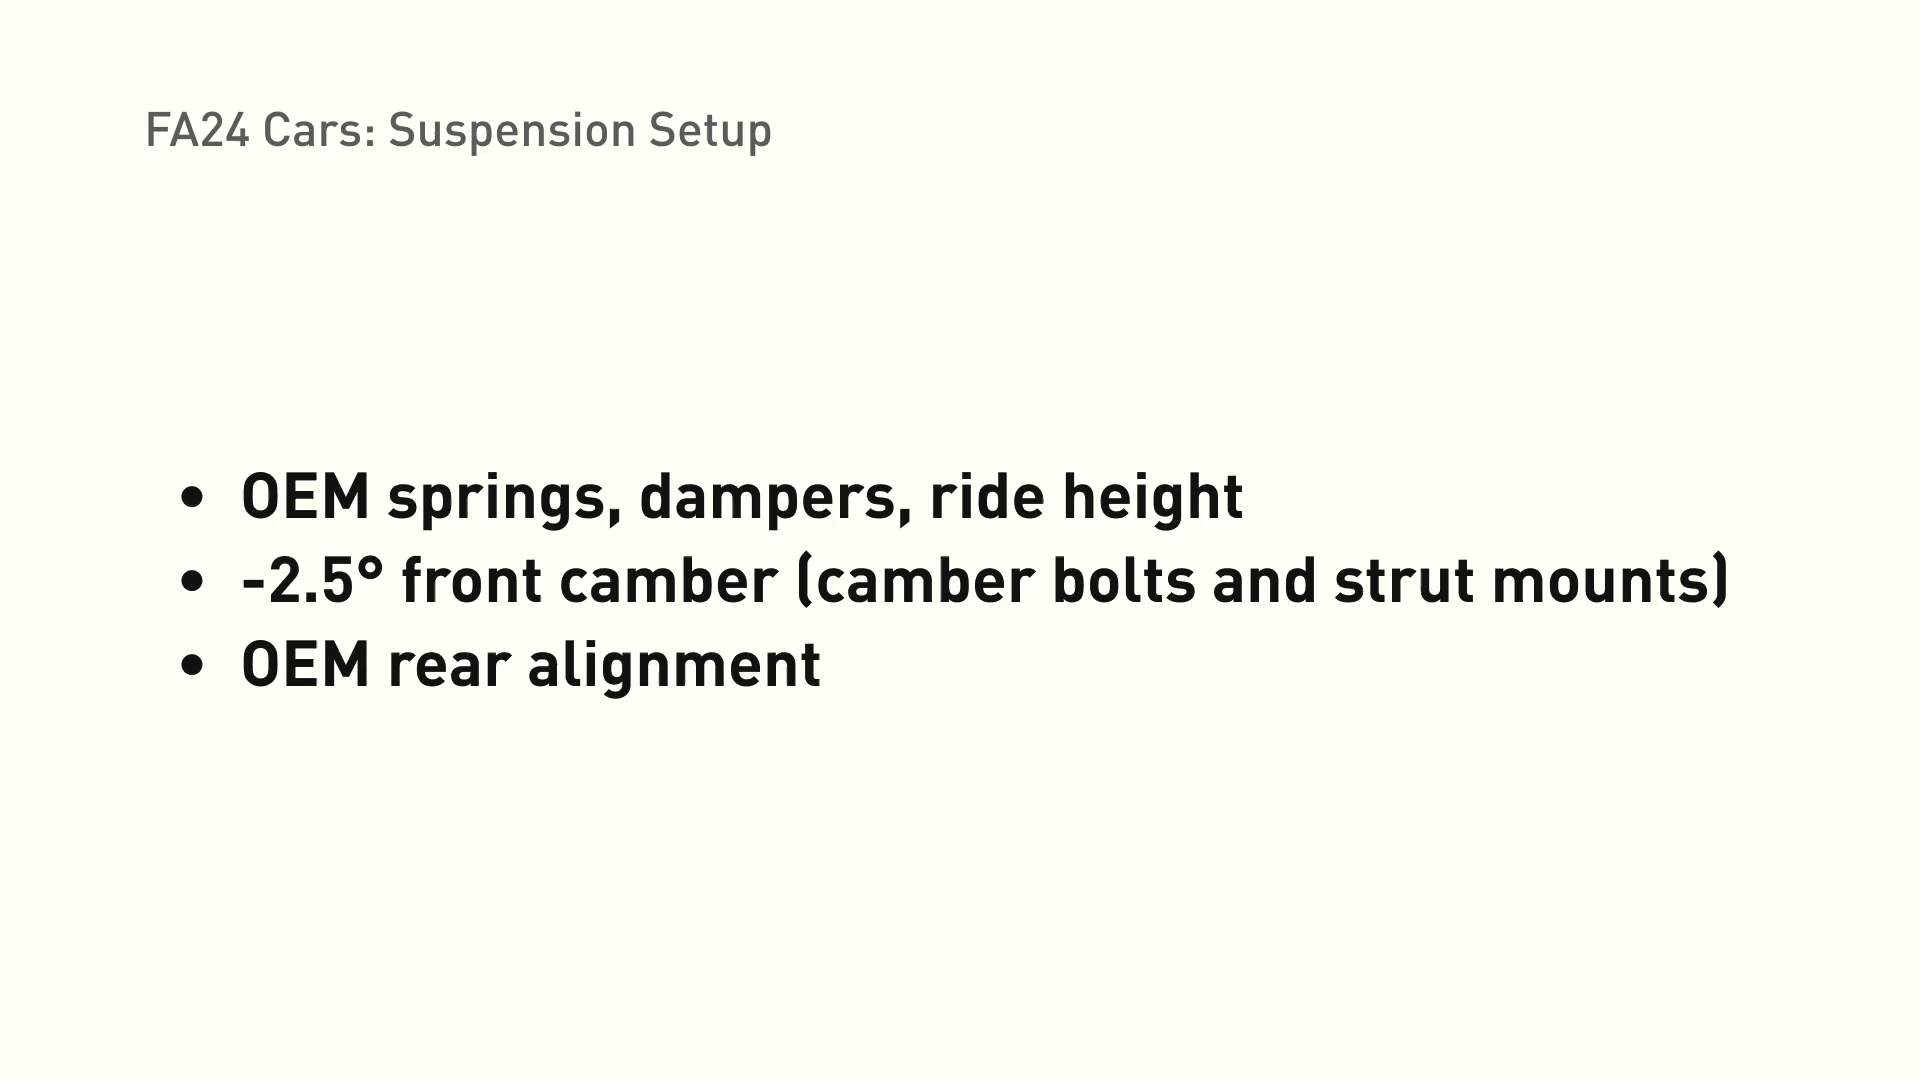 FA24 Cars: Suspension Setup
• OEM springs, dampers, ride height
• -2.5° front camber (camber bolts and strut mounts)
• OEM rear alignment